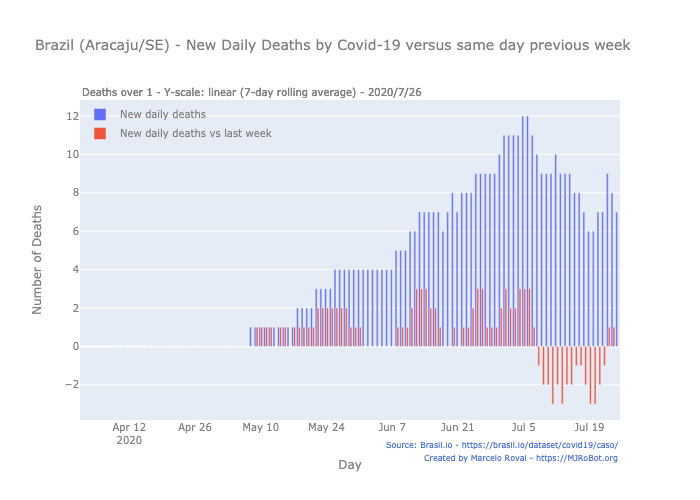 Brazil (Aracaju/SE) - New Daily Deaths by Covid-19 versus same day previous week
Deaths over 1 - Y-scale: linear (7-day rolling average) - 2020/7/26
New daily deaths
New daily deaths vs last week
12
10
8
6
4
2
0
−2
Number of Deaths
Apr 12
2020
Apr 26
May 10
May 24
Jun 7
Jun 21
Jul 5
Jul 19
Day
Source: Brasil.io - https://brasil.io/dataset/covid19/caso/
Created by Marcelo Rovai - https://MJRoBot.org